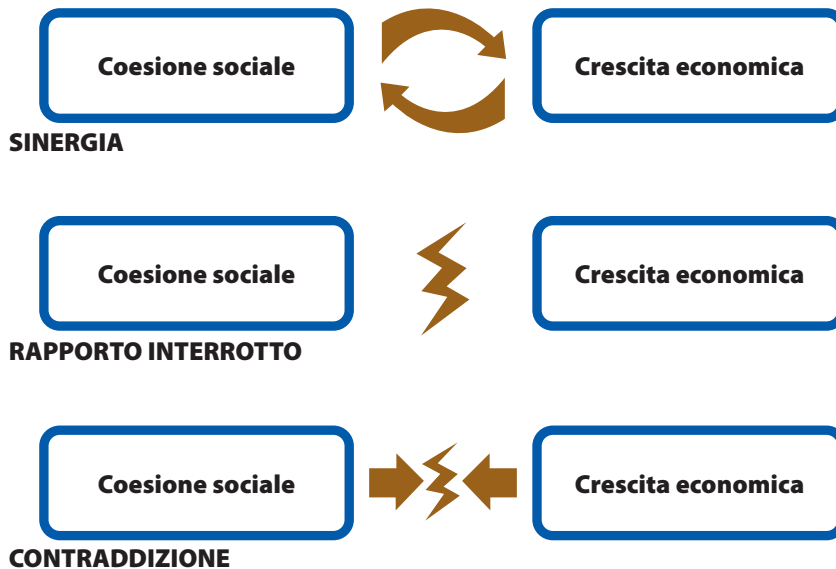 Coesione sociale
Crescita economica
SINERGIA
Coesione sociale
Crescita economica
RAPPORTO INTERROTTO
Coesione sociale
Crescita economica
CONTRADDIZIONE